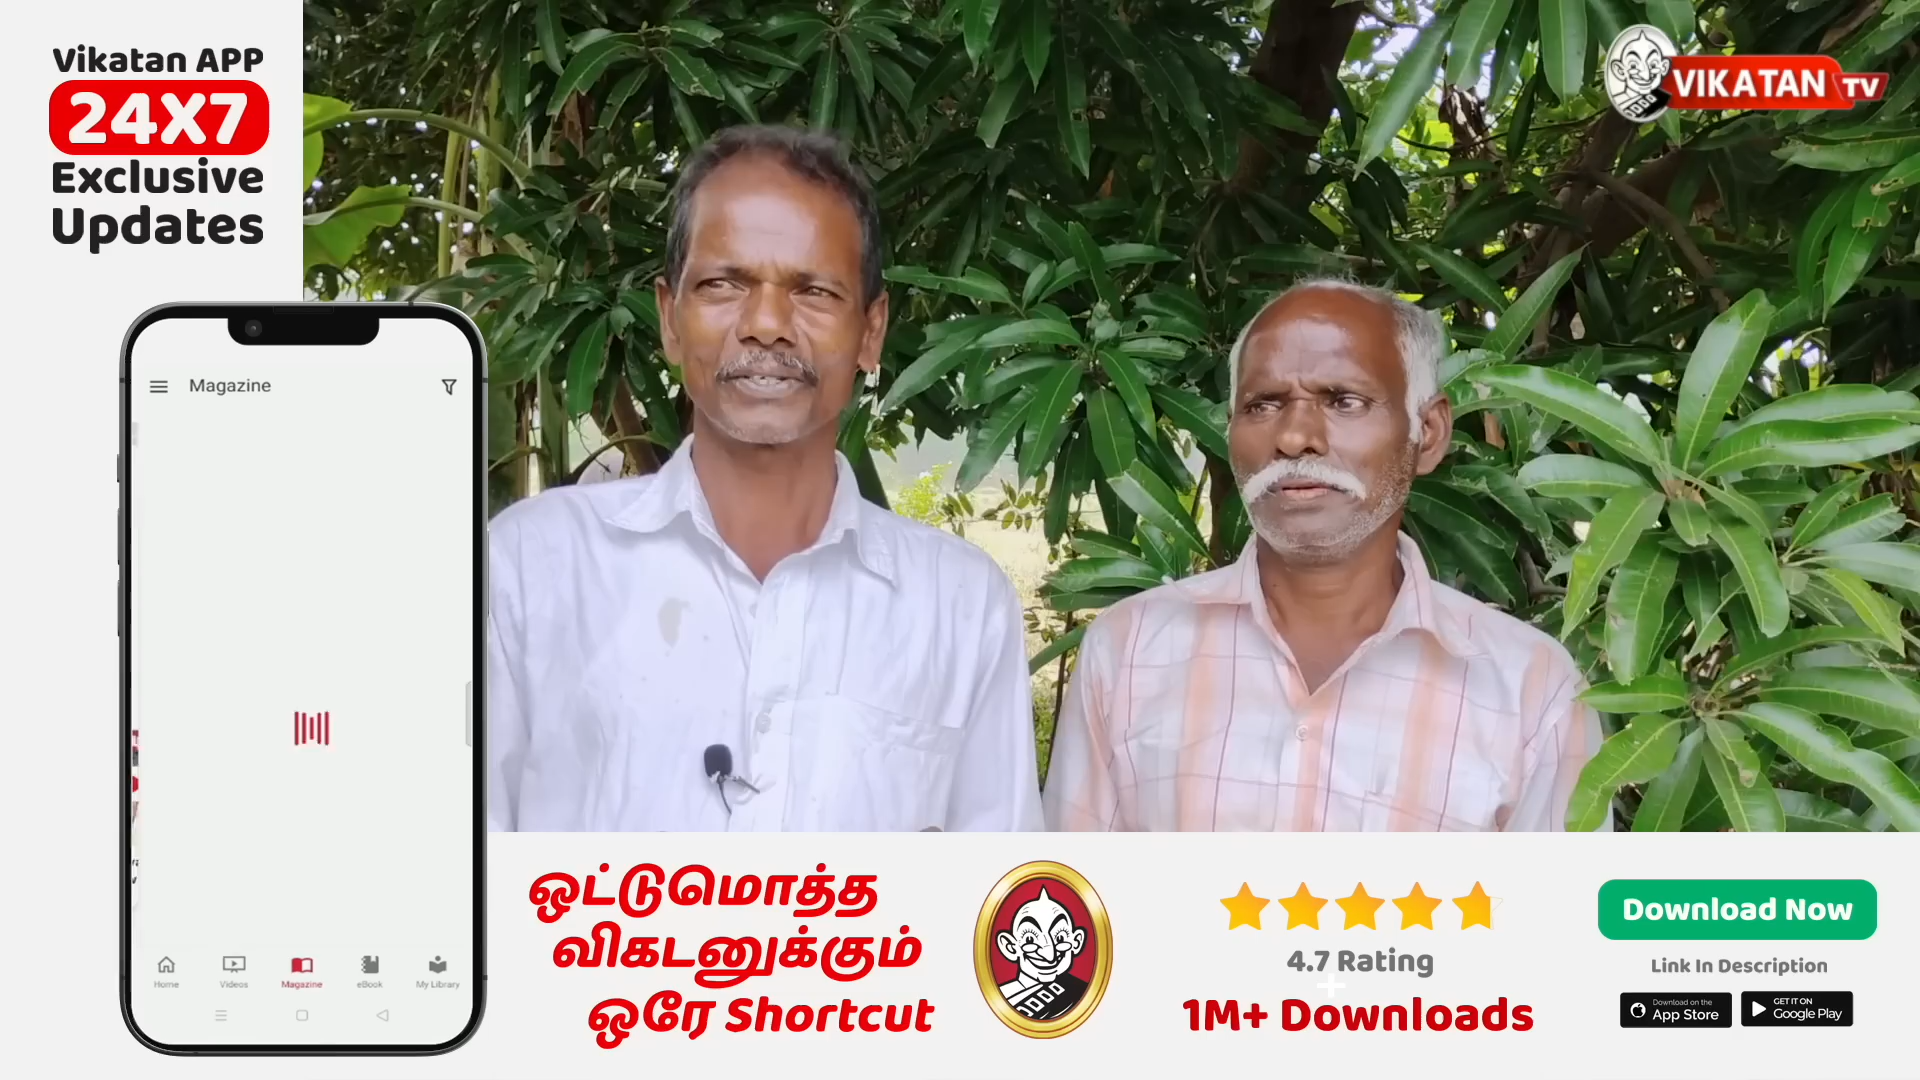 Vikatan APP
24X7
Exclusive
Updates
VIKATAN TV
Magazine
Home
Videos
Magazine
eBook
My Library
ஒட்டுமொத்த
விகடனுக்கும்
ஒரே Shortcut
4.7 Rating
+
1M+ Downloads
Download Now
Link In Description
Download on the
App Store
GET IT ON
Google Play